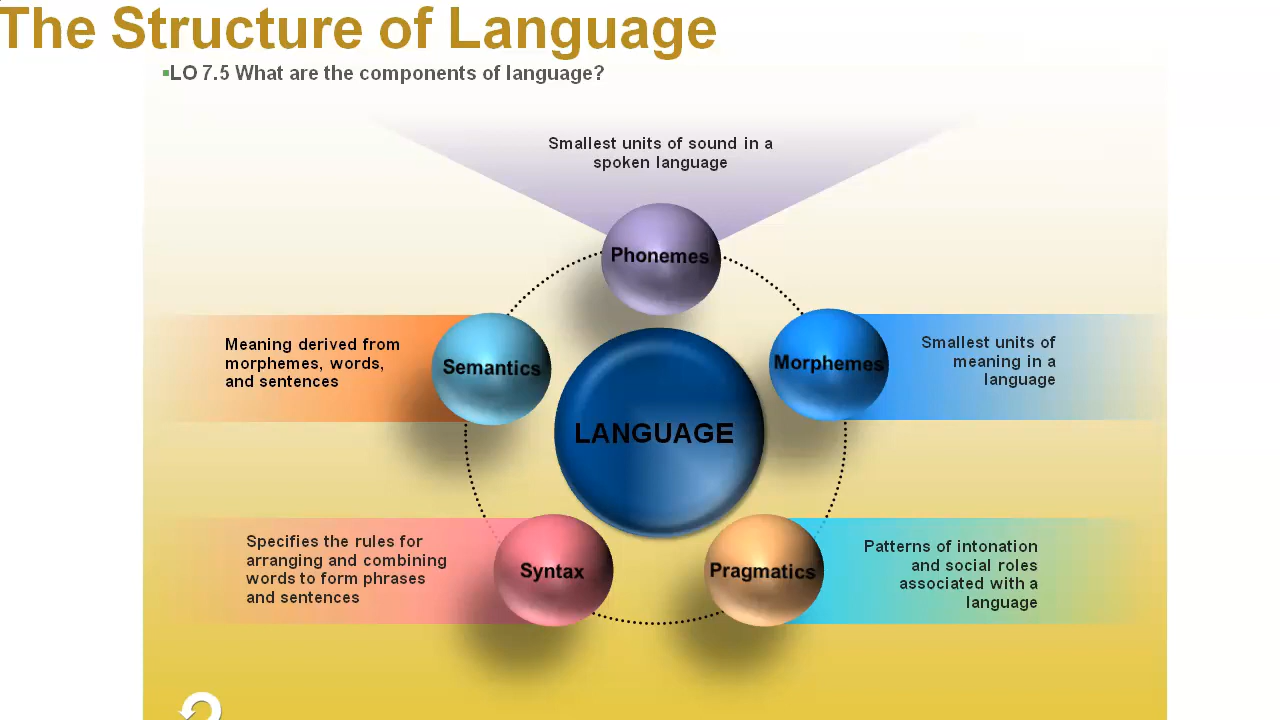 The Structure of Language
▪LO 7.5 What are the components of language?
Smallest units of sound in a
spoken language
Phonemes
Meaning derived from
morphemes, words,
and sentences
Semantics
Morphemes
Smallest units of
meaning in a
language
LANGUAGE
Specifies the rules for
arranging and combining
words to form phrases
and sentences
Syntax
Pragmatics
Patterns of intonation
and social roles
associated with a
language